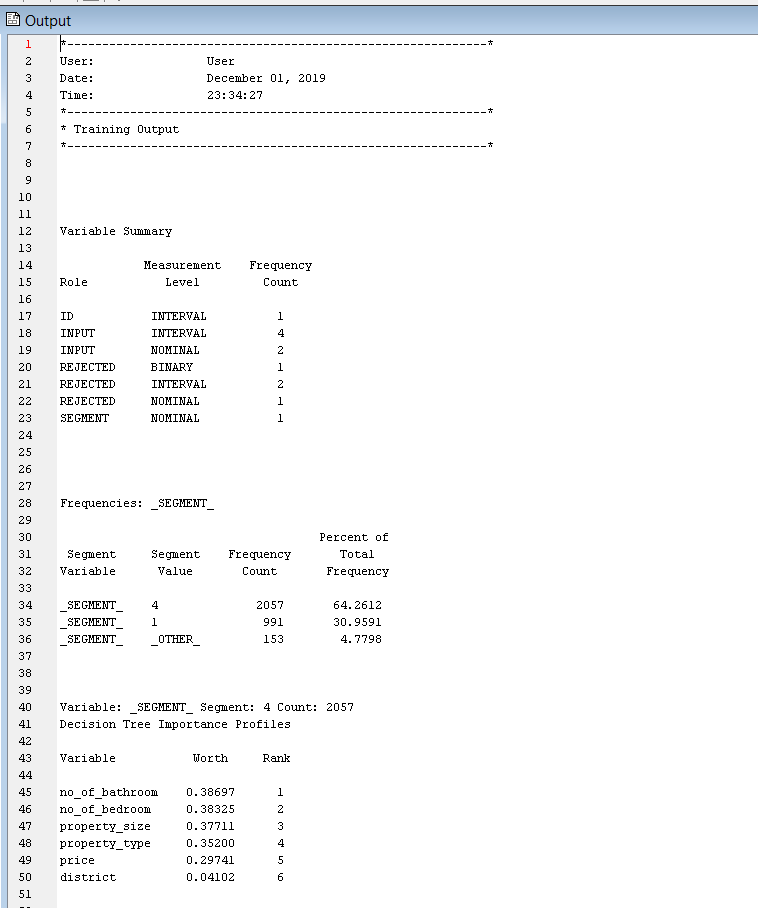 Output
1 *------------------------------------------------------------*
2 User: User
3 Date: December 01, 2019
4 Time: 23:34:27
5 *------------------------------------------------------------*
6 * Training Output
7 *------------------------------------------------------------*
8
9
10
11
12 Variable Summary
13
14 Measurement Frequency
15 Role Level Count
16
17 ID INTERVAL 1
18 INPUT INTERVAL 4
19 INPUT NOMINAL 2
20 REJECTED BINARY 1
21 REJECTED INTERVAL 2
22 REJECTED NOMINAL 1
23 SEGMENT NOMINAL 1
24
25
26
27
28 Frequencies: _SEGMENT_
29
30 Percent of
31 Segment Segment Frequency Total
32 Variable Value Count Frequency
33
34 _SEGMENT_ 4 2057 64.2612
35 _SEGMENT_ 1 991 30.9591
36 _SEGMENT_ _OTHER_ 153 4.7798
37
38
39
40 Variable: _SEGMENT_ Segment: 4 Count: 2057
41 Decision Tree Importance Profiles
42
43 Variable Worth Rank
44
45 no_of_bathroom 0.38697 1
46 no_of_bedroom 0.38325 2
47 property_size 0.37711 3
48 property_type 0.35200 4
49 price 0.29741 5
50 district 0.04102 6
51